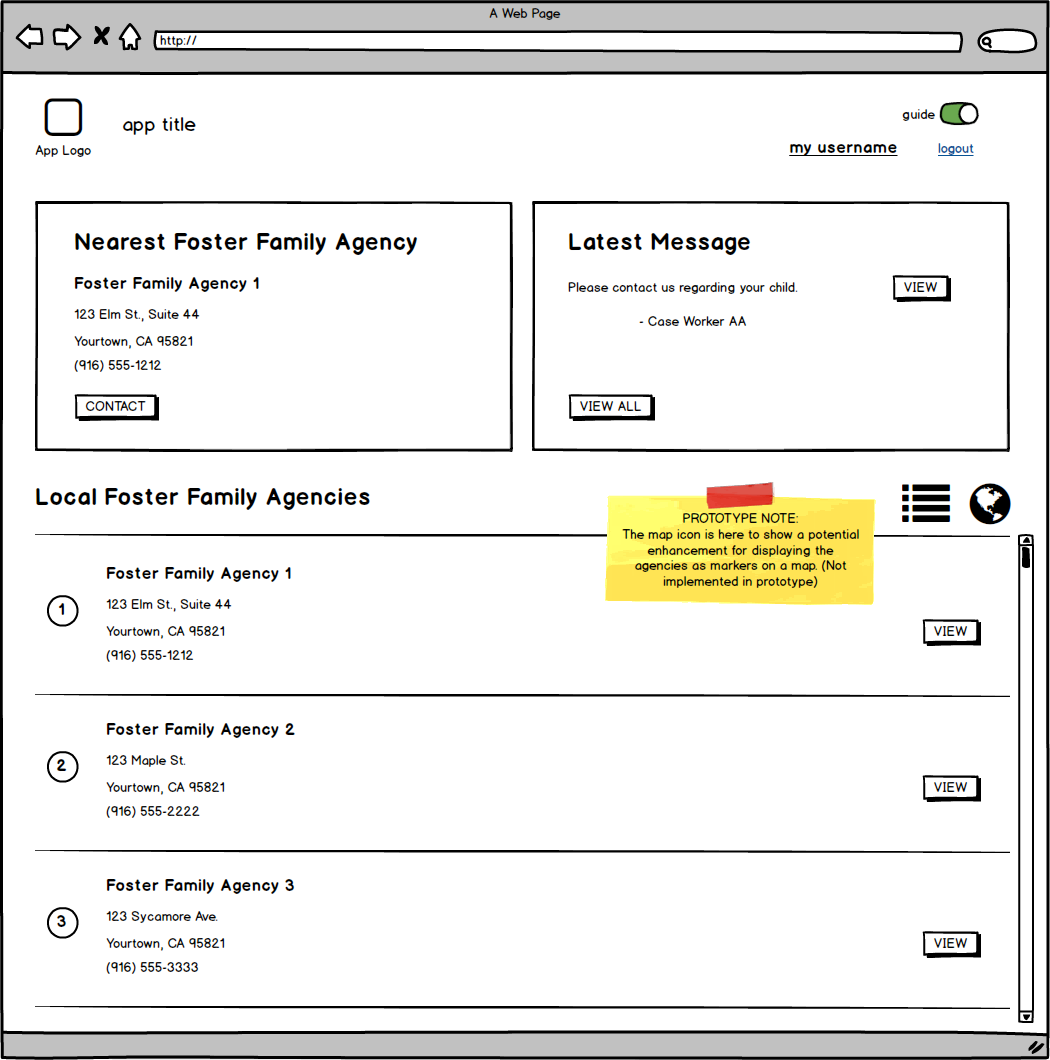 A Web Page
http://
app title
App Logo
guide
my username
logout
Nearest Foster Family Agency
Foster Family Agency 1
123 Elm St., Suite 44
Yourtown, CA 95821
(916) 555-1212
CONTACT
Latest Message
Please contact us regarding your child.
VIEW
- Case Worker AA
VIEW ALL
Local Foster Family Agencies
PROTOTYPE NOTE:
The map icon is here to show a potential
enhancement for displaying the
agencies as markers on a map. (Not
implemented in prototype)
1
Foster Family Agency 1
123 Elm St., Suite 44
Yourtown, CA 95821
(916) 555-1212
VIEW
2
Foster Family Agency 2
123 Maple St.
Yourtown, CA 95821
(916) 555-2222
VIEW
3
Foster Family Agency 3
123 Sycamore Ave.
Yourtown, CA 95821
(916) 555-3333
VIEW